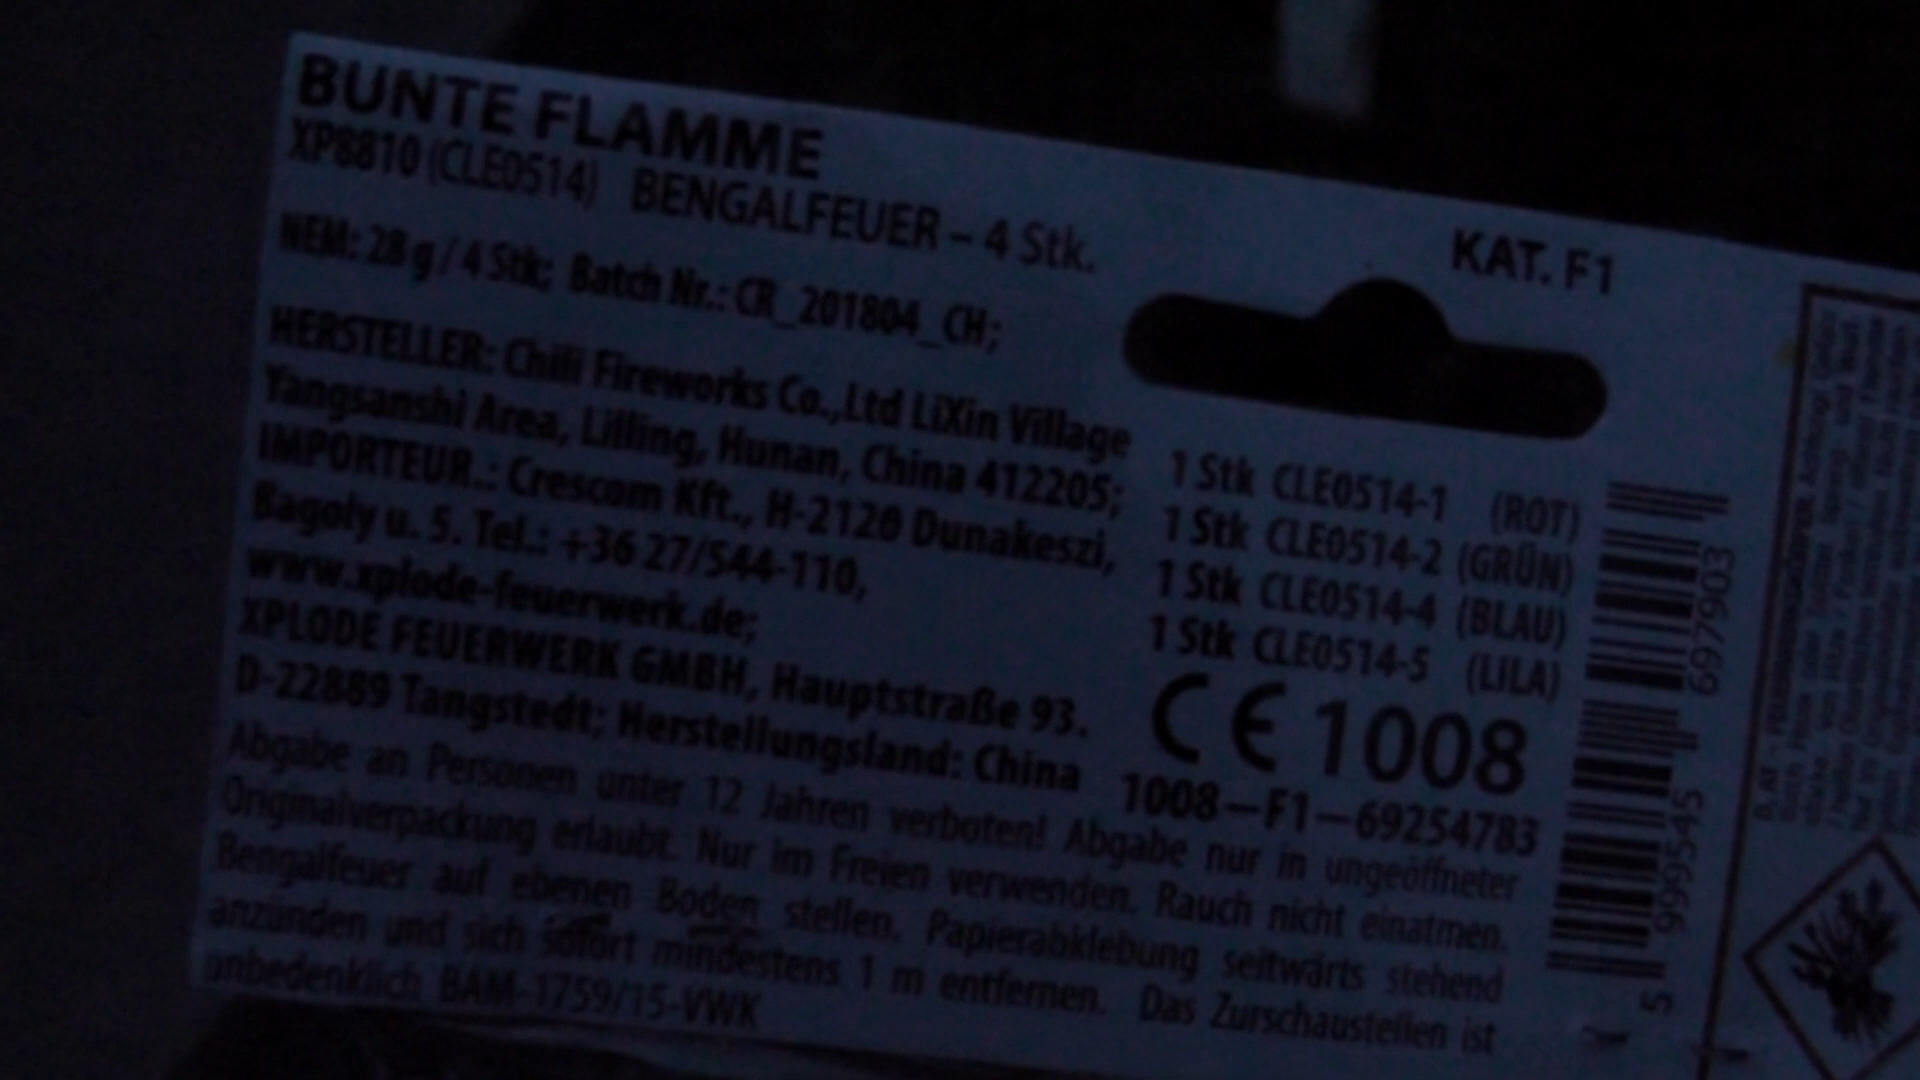 BUNTE FLAMME
XP8810 (CLE0514) BENGALFEUER – 4 Stk.
KAT. F1
NEM: 28 g / 4 Stk; Batch Nr.: CR_201804_CH;
HERSTELLER: Chili Fireworks Co.,Ltd LiXin Village
Yangsanshi Area, Lilling, Hunan, China 412205;
IMPORTEUR.: Crescom Kft., H-2120 Dunakeszi,
Bagoly u. 5. Tel.: +36 27/544-110,
www.xplode-feuerwerk.de;
XPLODE FEUERWERK GMBH, Hauptstraße 93.
D-22889 Tangstedt; Herstellungsland: China
1 Stk CLE0514-1 (ROT)
1 Stk CLE0514-2 (GRÜN)
1 Stk CLE0514-4 (BLAU)
1 Stk CLE0514-5 (LILA)
CE 1008
1008–F1–69254783
Abgabe an Personen unter 12 Jahren verboten! Abgabe nur in ungeöffneter
Originalverpackung erlaubt. Nur im Freien verwenden. Rauch nicht einatmen.
Bengalfeuer auf ebenen Boden stellen. Papierabklebung seitwärts stehend
anzünden und sich sofort mindestens 1 m entfernen. Das Zurschaustellen ist
unbedenklich BAM-1759/15-VWK
5 999545 697903